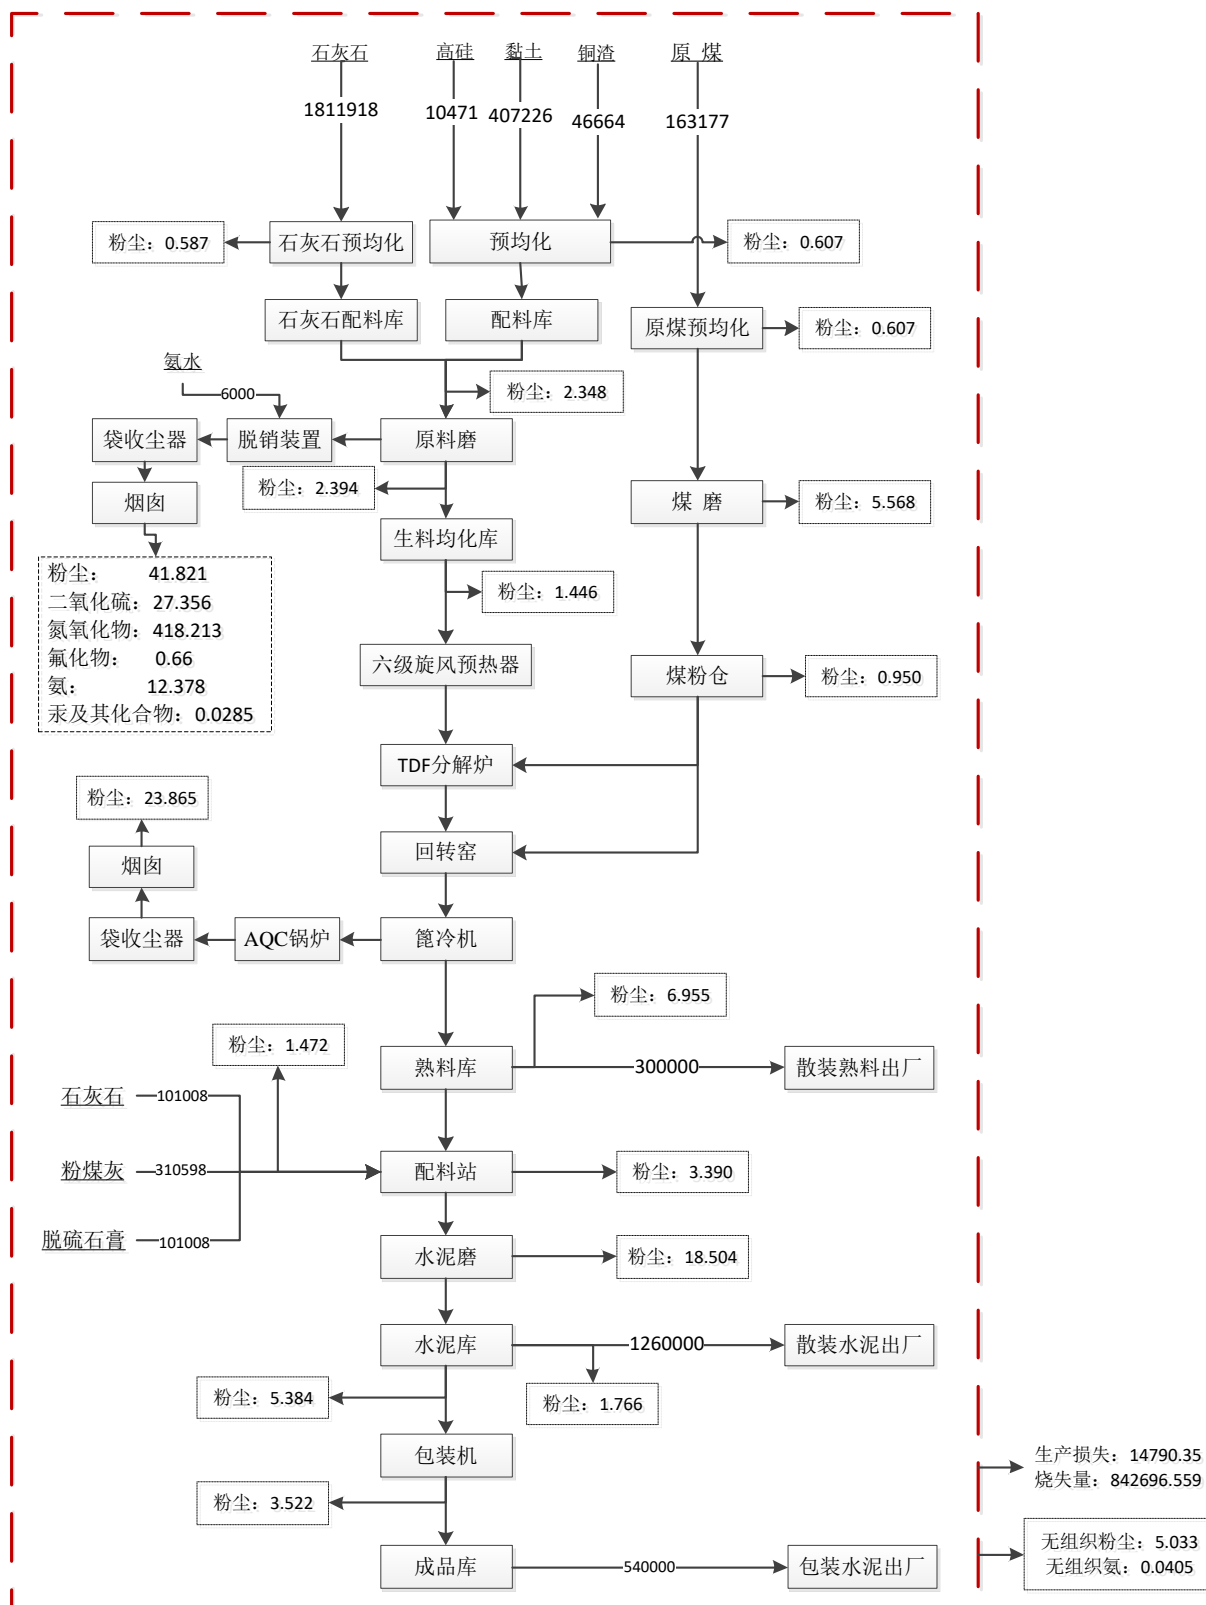 石灰石
高硅
黏土
铜渣
原 煤
1811918
10471
407226
46664
163177
粉尘：0.587
石灰石预均化
预均化
粉尘：0.607
石灰石配料库
配料库
原煤预均化
粉尘：0.607
氨水
6000
粉尘：2.348
袋收尘器
脱销装置
原料磨
粉尘：2.394
烟囱
煤 磨
粉尘：5.568
生料均化库
粉尘： 41.821
二氧化硫：27.356
氮氧化物：418.213
氟化物： 0.66
氨： 12.378
汞及其化合物：0.0285
粉尘：1.446
六级旋风预热器
煤粉仓
粉尘：0.950
TDF分解炉
粉尘：23.865
烟囱
回转窑
袋收尘器
AQC锅炉
篦冷机
粉尘：6.955
粉尘：1.472
熟料库
300000
散装熟料出厂
石灰石
101008
粉煤灰
310598
配料站
粉尘：3.390
脱硫石膏
101008
水泥磨
粉尘：18.504
水泥库
1260000
散装水泥出厂
粉尘：5.384
粉尘：1.766
包装机
生产损失：14790.35
烧失量：842696.559
粉尘：3.522
成品库
540000
包装水泥出厂
无组织粉尘：5.033
无组织氨：0.0405